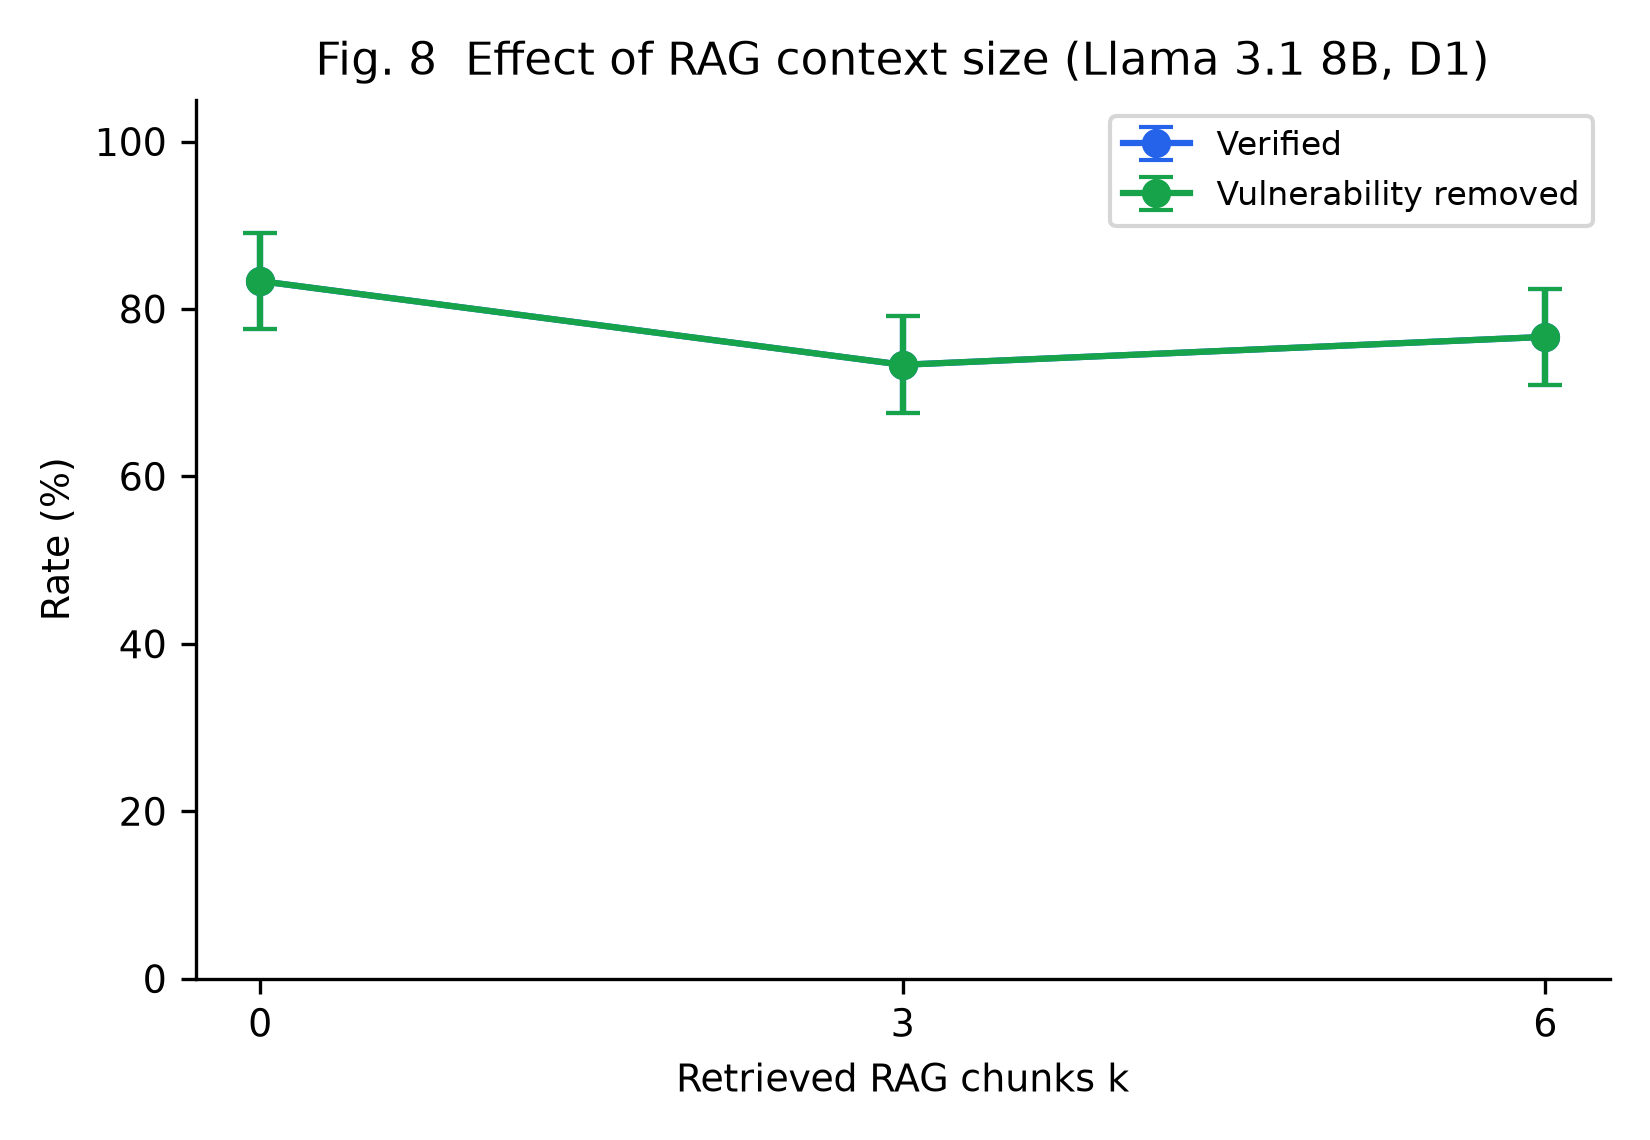 Fig. 8  Effect of RAG context size (Llama 3.1 8B, D1)
Verified
Vulnerability removed
100
80
60
40
20
0
Rate (%)
0 3 6
Retrieved RAG chunks k